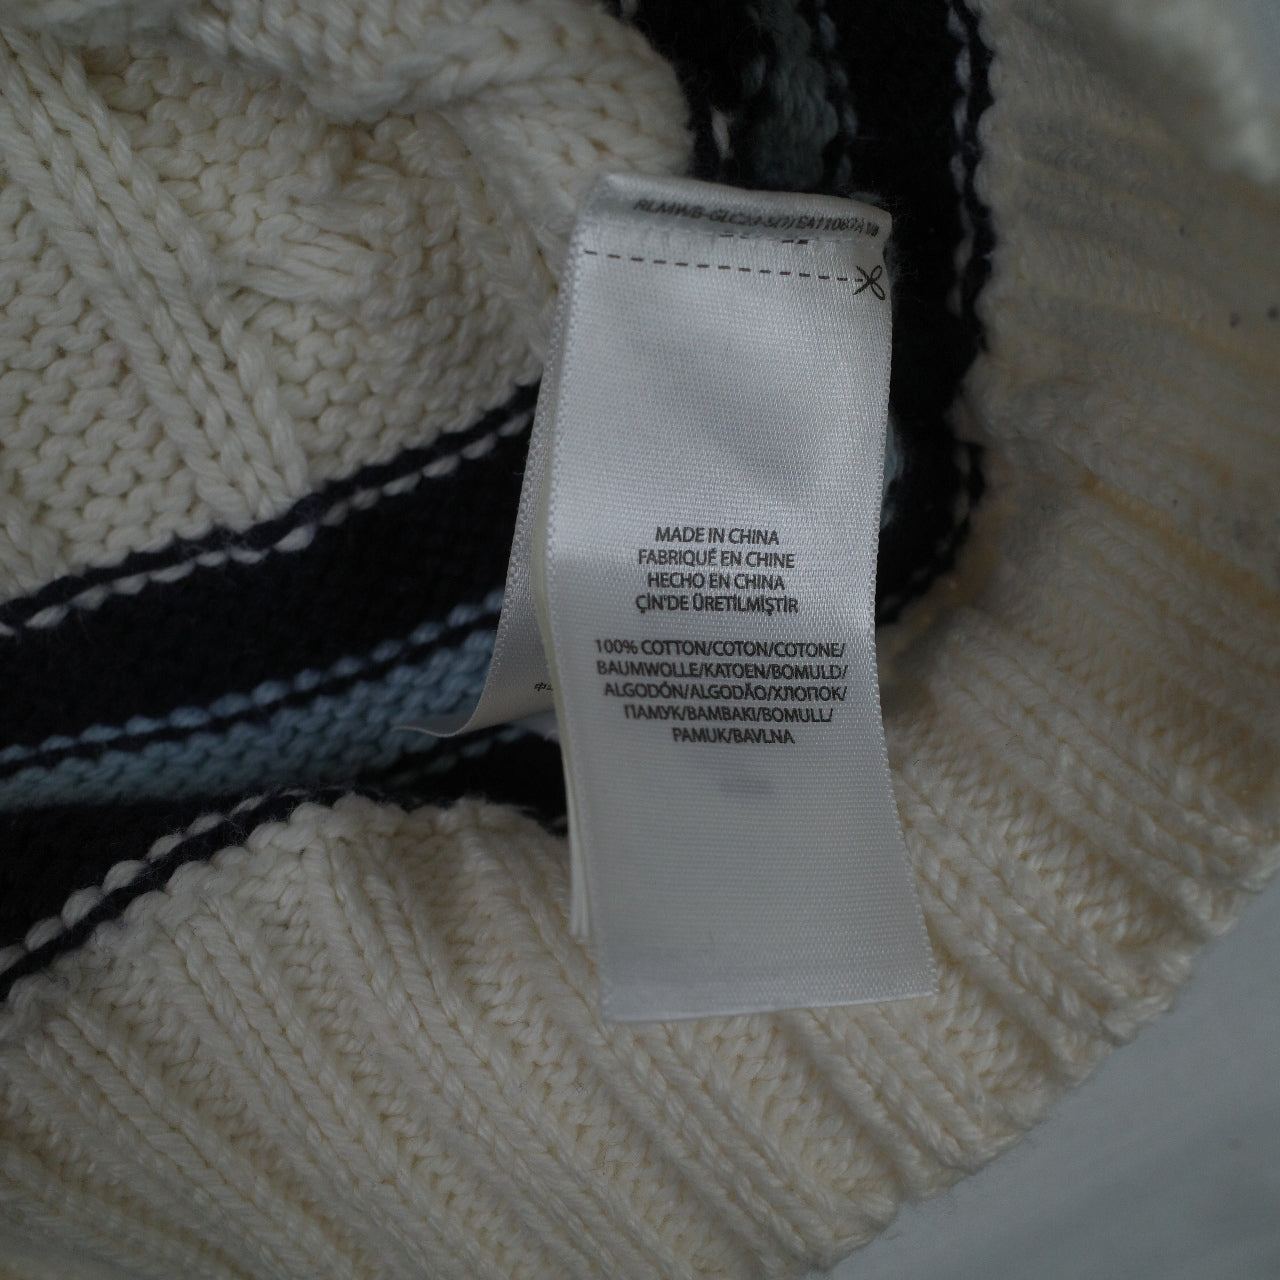 MADE IN CHINA
FABRIQUÉ EN CHINE
HECHO EN CHINA
ÇİN'DE ÜRETİLMİŞTİR
100% COTTON/COTON/COTONE/
BAUMWOLLE/KATOEN/BOMULD/
ALGODÓN/ALGODÃO/ХЛОПОК/
ПАМУК/BAMBAKI/BOMULL/
PAMUK/BAVLNA